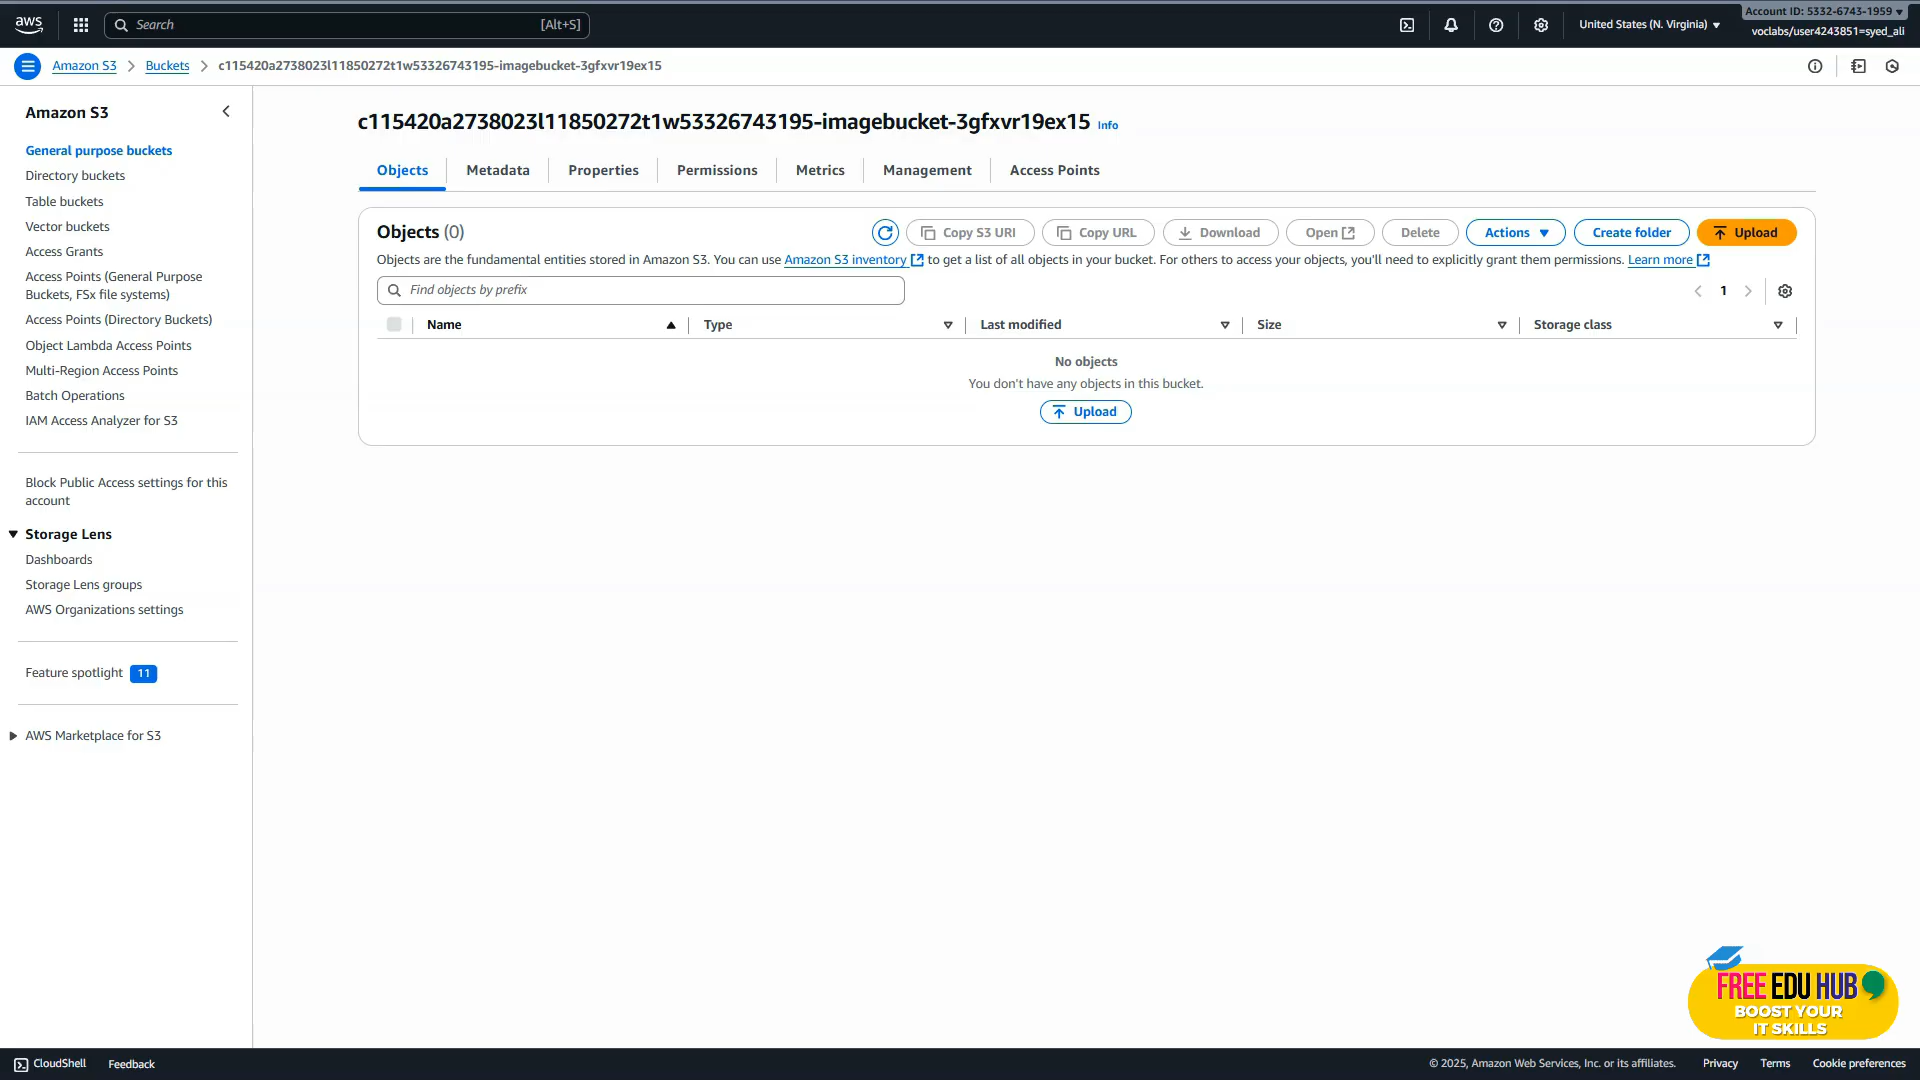 aws
Search [Alt+S]
United States (N. Virginia)
Account ID: 5332-6743-1959
voclabs/user4243851=syed_ali
Amazon S3 > Buckets > c115420a2738023l11850272t1w53326743195-imagebucket-3gfxvr19ex15
Amazon S3
General purpose buckets
Directory buckets
Table buckets
Vector buckets
Access Grants
Access Points (General Purpose
Buckets, FSx file systems)
Access Points (Directory Buckets)
Object Lambda Access Points
Multi-Region Access Points
Batch Operations
IAM Access Analyzer for S3
Block Public Access settings for this
account
Storage Lens
Dashboards
Storage Lens groups
AWS Organizations settings
Feature spotlight 11
AWS Marketplace for S3
c115420a2738023l11850272t1w53326743195-imagebucket-3gfxvr19ex15 Info
Objects Metadata Properties Permissions Metrics Management Access Points
Objects (0) Copy S3 URI Copy URL Download Open Delete Actions Create folder Upload
Objects are the fundamental entities stored in Amazon S3. You can use Amazon S3 inventory to get a list of all objects in your bucket. For others to access your objects, you'll need to explicitly grant them permissions. Learn more
Find objects by prefix
1
Name Type Last modified Size Storage class
No objects
You don't have any objects in this bucket.
Upload
FREE EDU HUB
BOOST YOUR
IT SKILLS
CloudShell Feedback © 2025, Amazon Web Services, Inc. or its affiliates. Privacy Terms Cookie preferences